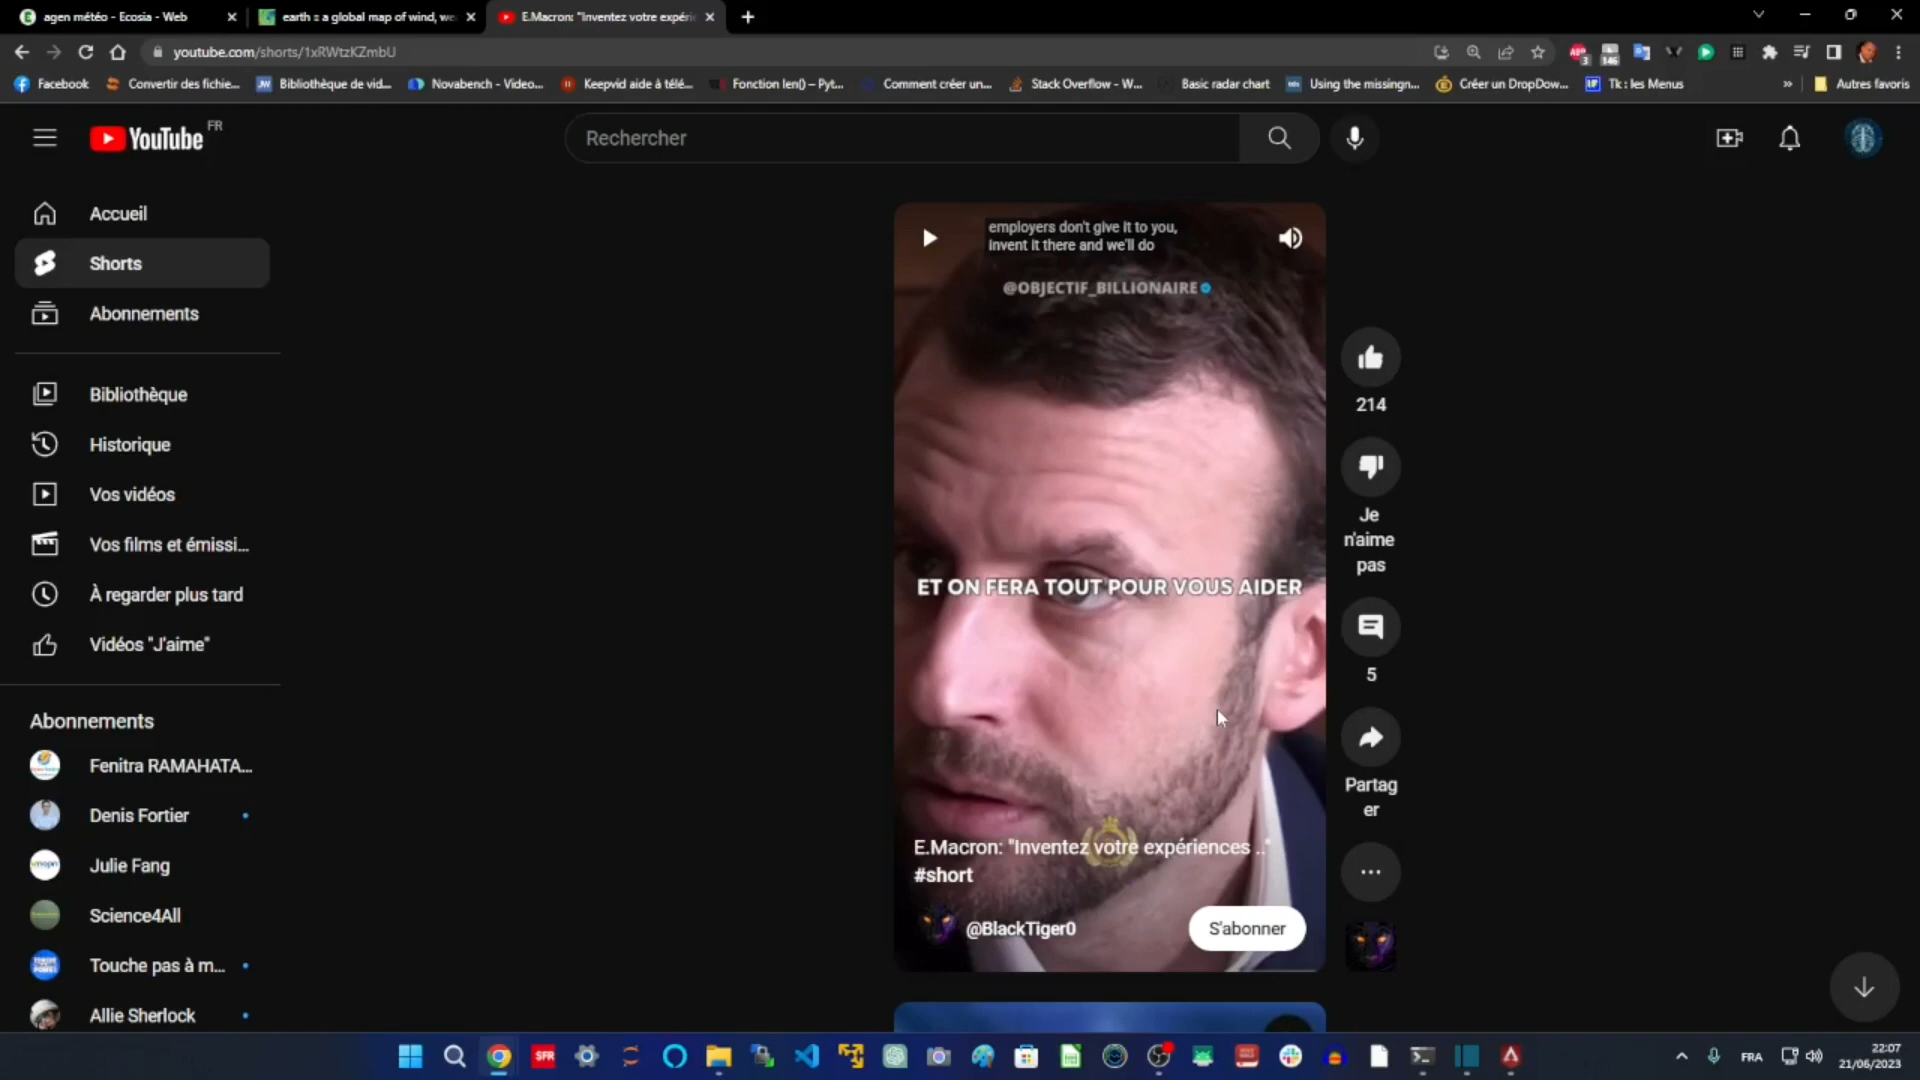 agen météo - Ecosia - Web
earth :: a global map of wind, we
E.Macron: "Inventez votre expéri
youtube.com/shorts/1xRWtzKZmbU
3
146
Facebook
Convertir des fichie...
Bibliothèque de vid...
Novabench - Video...
Keepvid aide à télé...
Fonction len() – Pyt...
Comment créer un...
Stack Overflow - W...
Basic radar chart
Using the missingn...
Créer un DropDow...
Tk : les Menus
»
Autres favoris
YouTube FR
Rechercher
Accueil
Shorts
Abonnements
Bibliothèque
Historique
Vos vidéos
Vos films et émissi...
À regarder plus tard
Vidéos "J'aime"
Abonnements
Fenitra RAMAHATA...
Denis Fortier
Julie Fang
Science4All
Touche pas à m...
Allie Sherlock
employers don't give it to you,
invent it there and we'll do
@OBJECTIF_BILLIONAIRE
ET ON FERA TOUT POUR VOUS AIDER
E.Macron: "Inventez votre expériences .."
#short
@BlackTiger0
S'abonner
214
Je
n'aime
pas
5
Partag
er
SFR
FRA
22:07
21/06/2023